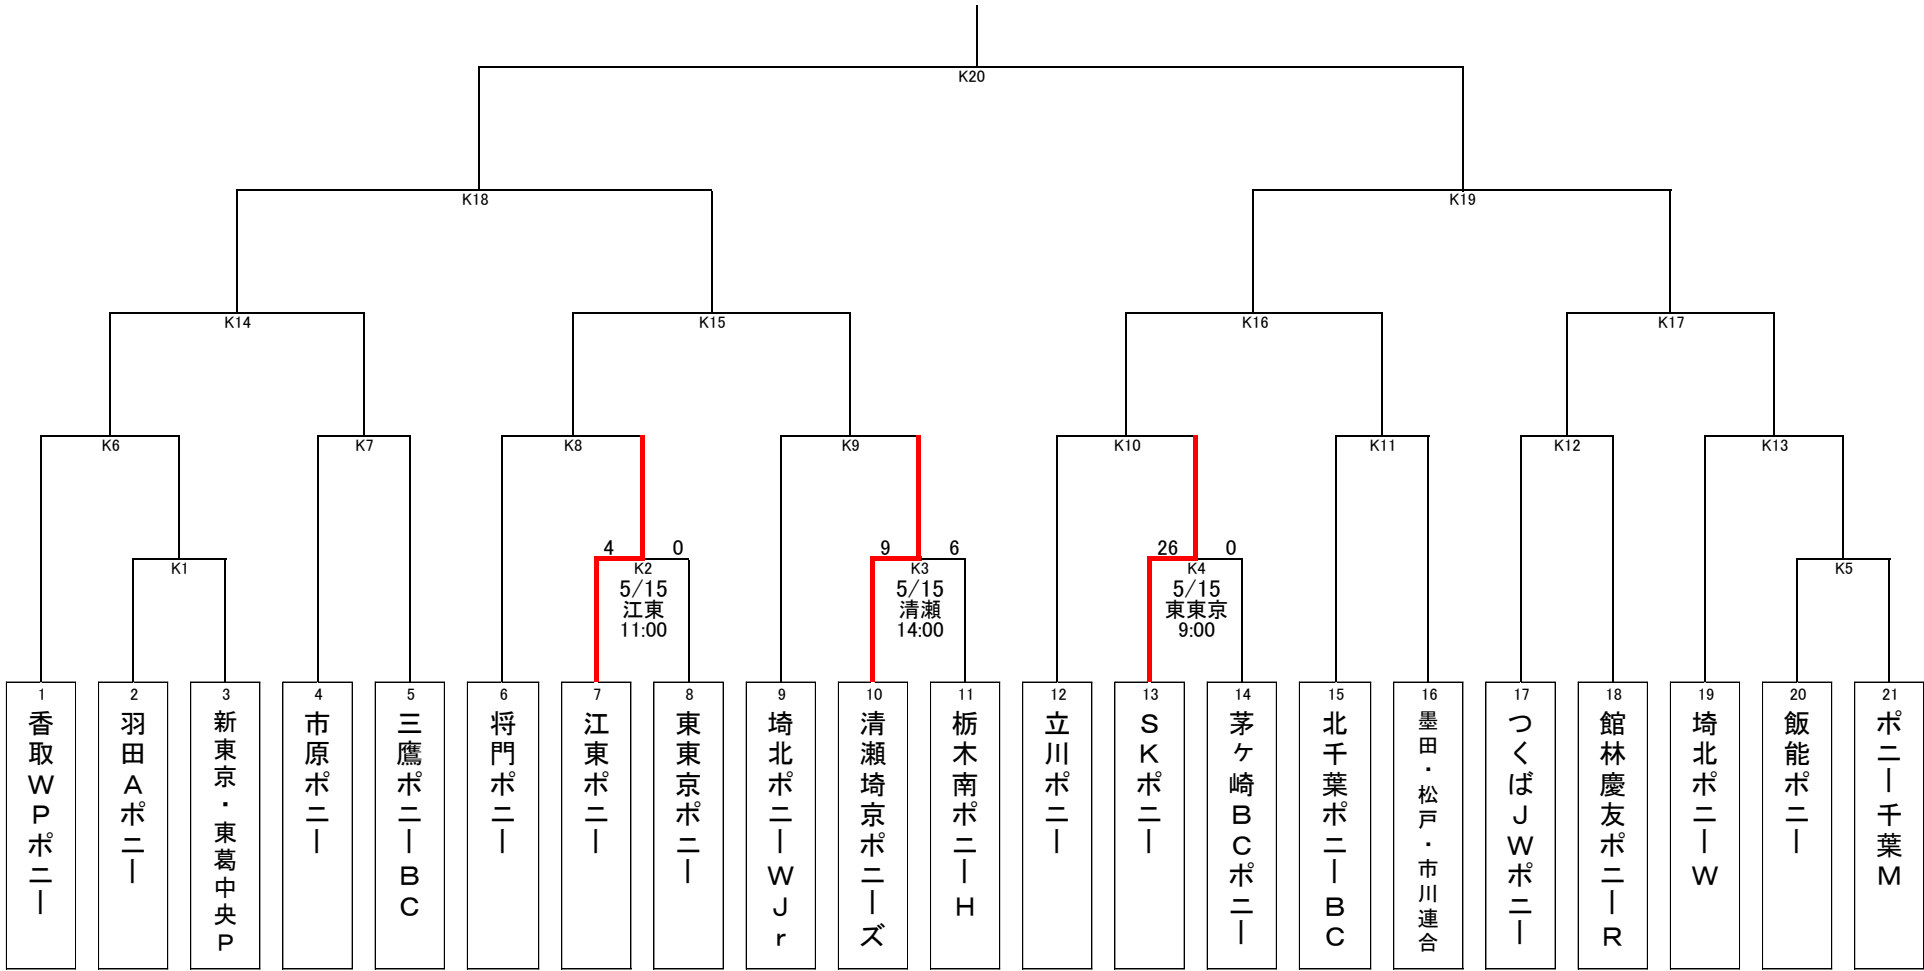 K20
K18
K19
K14
K15
K16
K17
K6
K7
K8
K9
K10
K11
K12
K13
4 0
9 6
26 0
K1
K2
5/15
江東
11:00
K3
5/15
清瀬
14:00
K4
5/15
東東京
9:00
K5
1
香取WPポニー
2
羽田Aポニー
3
新東京・東葛中央P
4
市原ポニー
5
三鷹ポニーBC
6
将門ポニー
7
江東ポニー
8
東東京ポニー
9
埼北ポニーWJr
10
清瀬埼京ポニーズ
11
栃木南ポニーH
12
立川ポニー
13
SKポニー
14
茅ヶ崎BCポニー
15
北千葉ポニーBC
16
墨田・松戸・市川連合
17
つくばJWポニー
18
館林慶友ポニーR
19
埼北ポニーW
20
飯能ポニー
21
ポニー千葉M